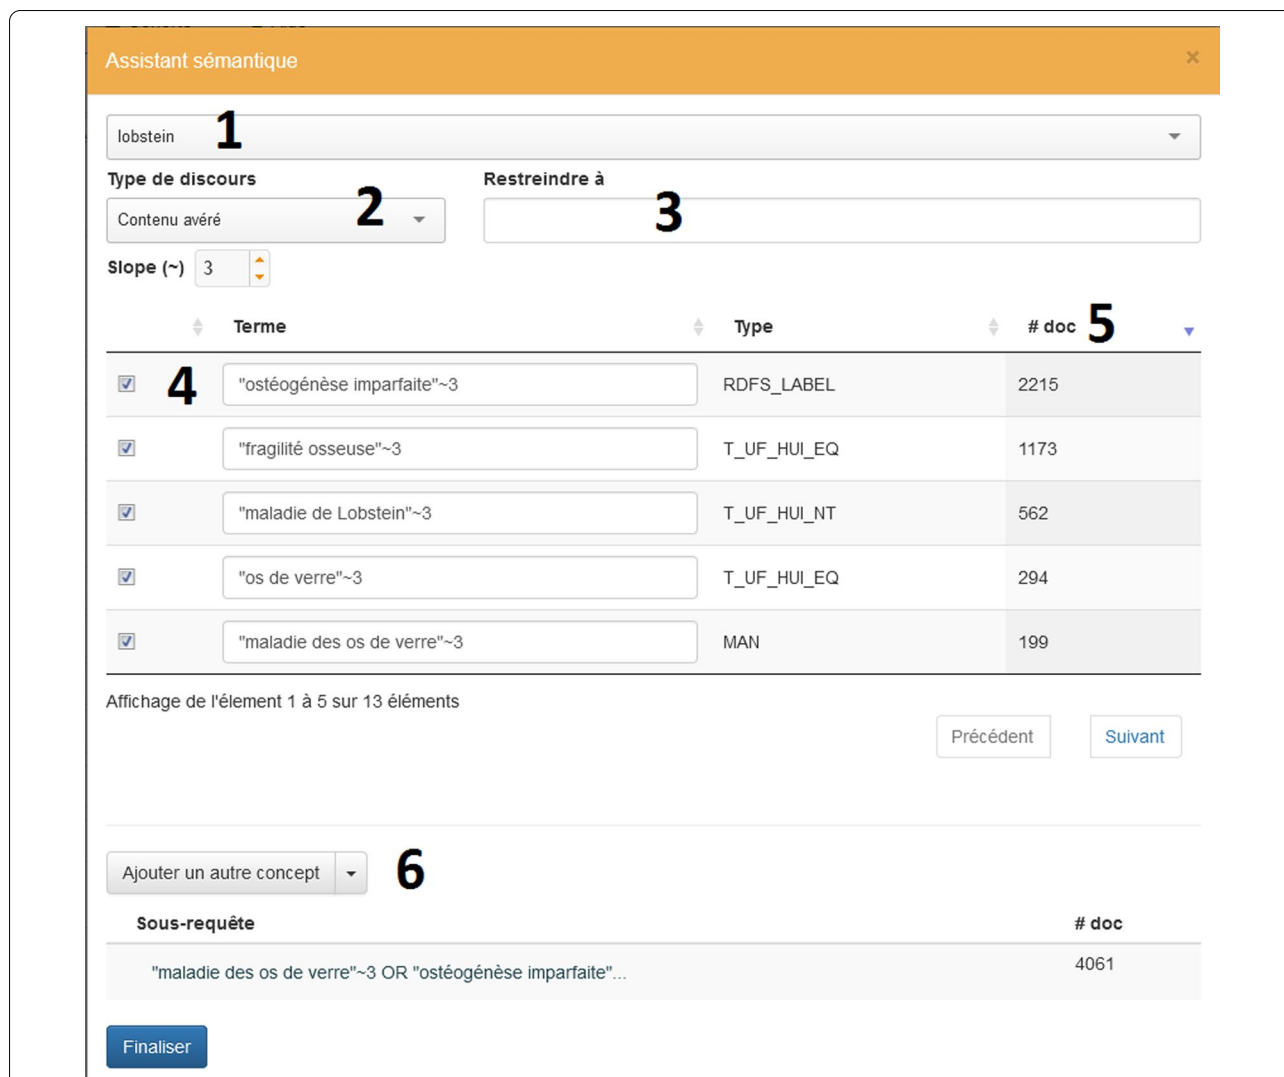 Assistant sémantique ×
lobstein 1
Type de discours Restreindre à
Contenu avéré 2 3
Slope (~) 3
Terme Type # doc 5
4 "ostéogénèse imparfaite"~3 RDFS_LABEL 2215
"fragilité osseuse"~3 T_UF_HUI_EQ 1173
"maladie de Lobstein"~3 T_UF_HUI_NT 562
"os de verre"~3 T_UF_HUI_EQ 294
"maladie des os de verre"~3 MAN 199
Affichage de l'élement 1 à 5 sur 13 éléments
Précédent Suivant
Ajouter un autre concept 6
Sous-requête # doc
"maladie des os de verre"~3 OR "ostéogénèse imparfaite"... 4061
Finaliser